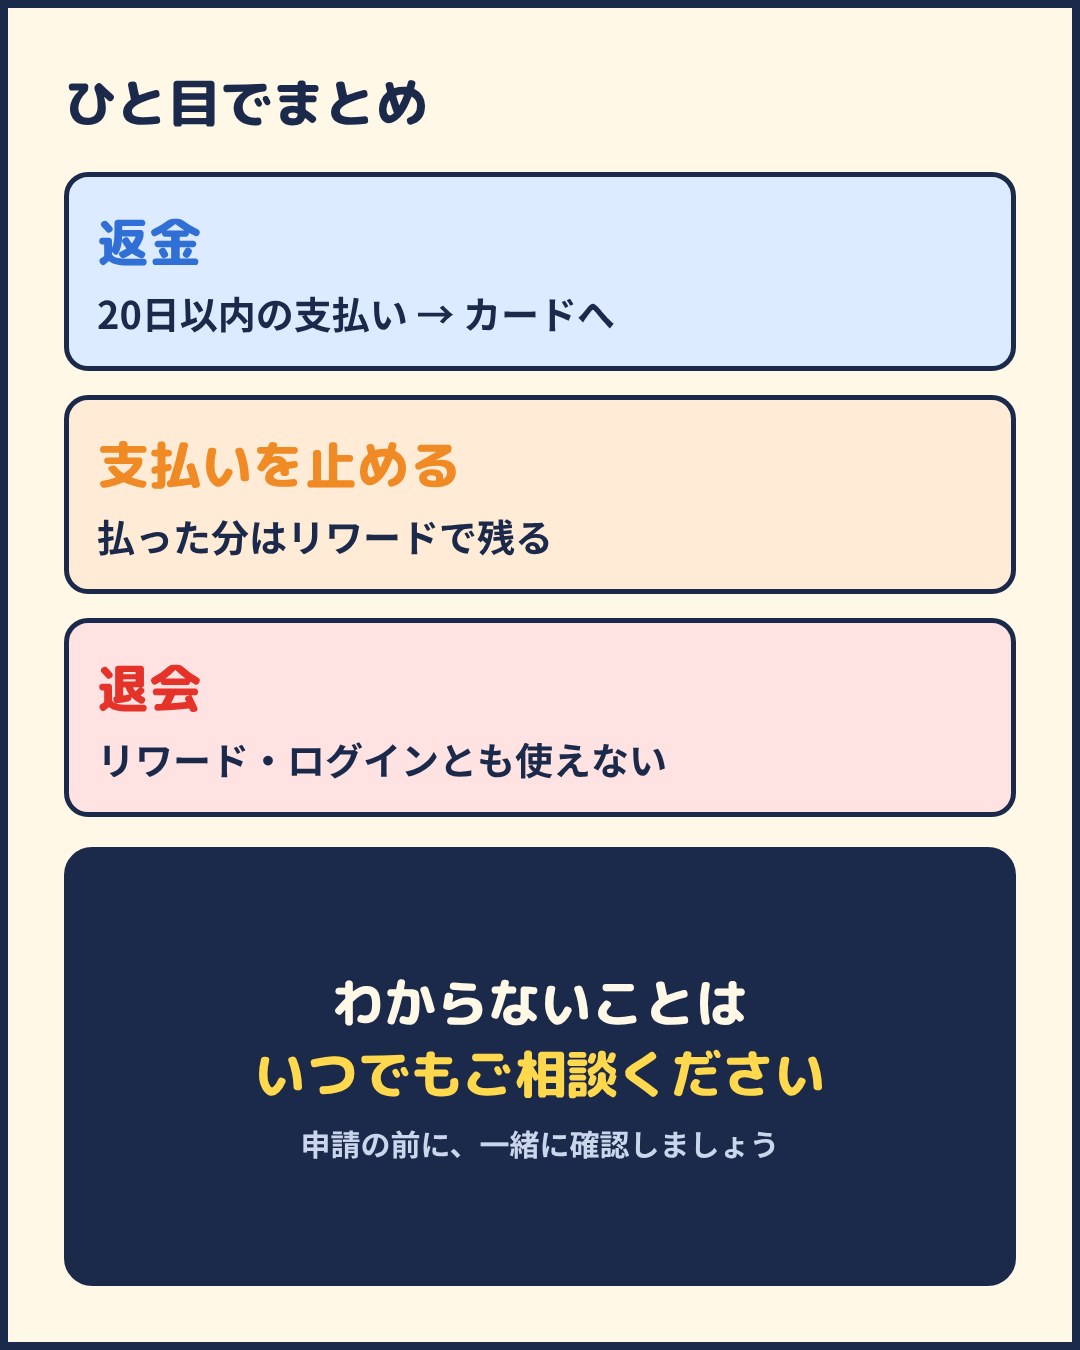 ひと目でまとめ
返金
20日以内の支払い → カードへ
支払いを止める
払った分はリワードで残る
退会
リワード・ログインとも使えない
わからないことは
いつでもご相談ください
申請の前に、一緒に確認しましょう